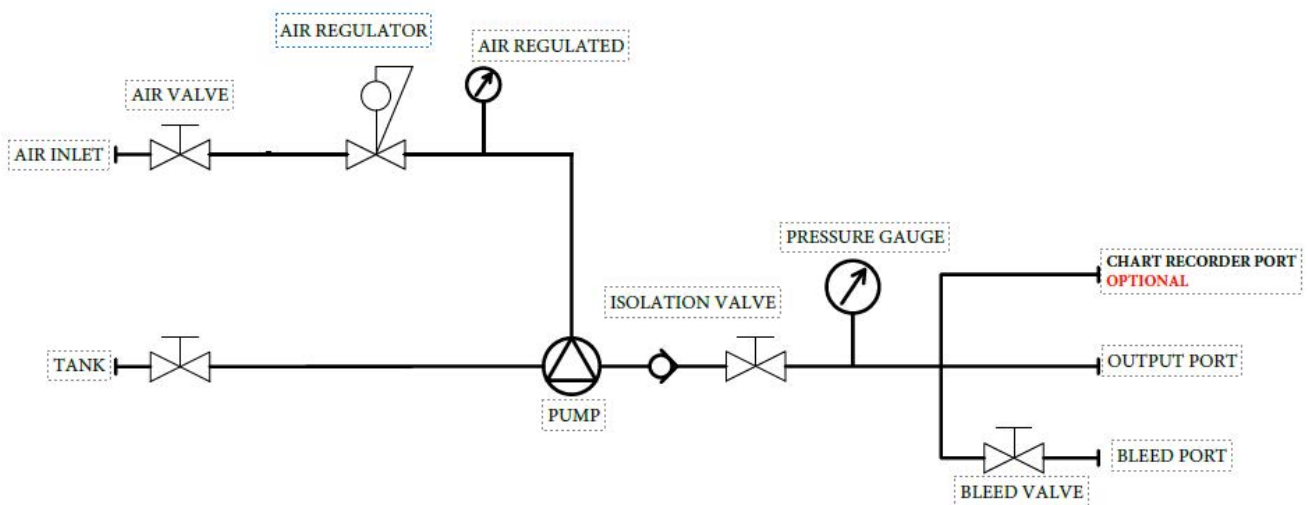 AIR REGULATOR
AIR REGULATED
AIR VALVE
AIR INLET
PRESSURE GAUGE
CHART RECORDER PORT
OPTIONAL
ISOLATION VALVE
TANK
OUTPUT PORT
PUMP
BLEED PORT
BLEED VALVE